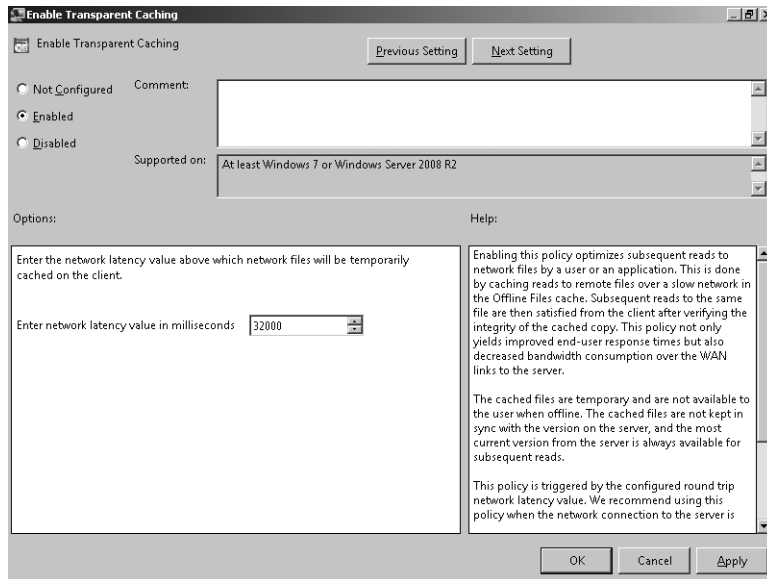 Enable Transparent Caching
Enable Transparent Caching
Previous Setting
Next Setting
Not Configured
Enabled
Disabled
Comment:
Supported on:
At least Windows 7 or Windows Server 2008 R2
Options:
Help:
Enter the network latency value above which network files will be temporarily
cached on the client.
Enter network latency value in milliseconds
32000
Enabling this policy optimizes subsequent reads to
network files by a user or an application. This is done
by caching reads to remote files over a slow network in
the Offline Files cache. Subsequent reads to the same
file are then satisfied from the client after verifying the
integrity of the cached copy. This policy not only
yields improved end-user response times but also
decreased bandwidth consumption over the WAN
links to the server.
The cached files are temporary and are not available to
the user when offline. The cached files are not kept in
sync with the version on the server, and the most
current version from the server is always available for
subsequent reads.
This policy is triggered by the configured round trip
network latency value. We recommend using this
policy when the network connection to the server is
OK
Cancel
Apply